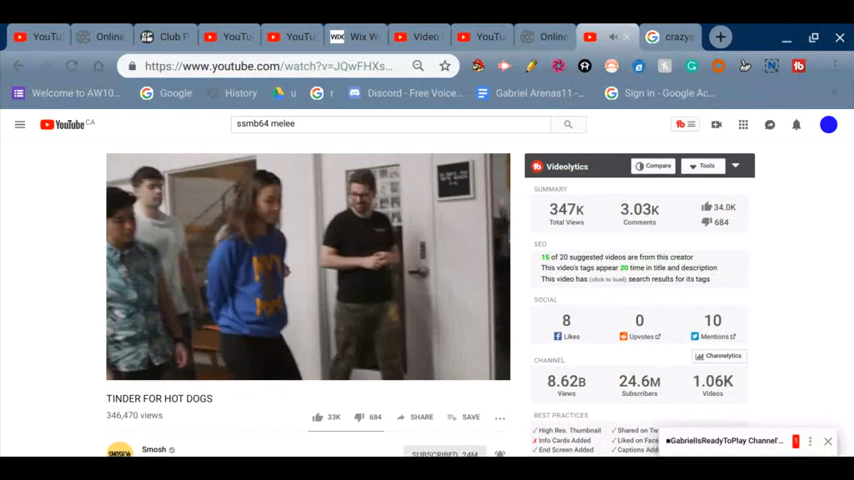 YouTu
Online
Club P
YouTu
YouTu
WIX Wix W
Video
YouTu
Online
crazys
https://www.youtube.com/watch?v=JQwFHXs...
Welcome to AW10...
Google
History
u
r
Discord - Free Voice...
Gabriel Arenas11 -...
Sign in - Google Ac...
YouTube CA
ssmb64 melee
Videolytics
Compare
Tools
SUMMARY
347K 3.03K 34.0K
Total Views Comments 684
SEO
15 of 20 suggested videos are from this creator
This video's tags appear 20 time in title and description
This video has (click to load) search results for its tags
SOCIAL
8 0 10
Likes Upvotes Mentions
CHANNEL
Channelytics
8.62B 24.6M 1.06K
Views Subscribers Videos
BEST PRACTICES
High Res. Thumbnail Shared on Tw
Info Cards Added Liked on Face
End Screen Added Captions Add
TINDER FOR HOT DOGS
346,470 views
33K 684 SHARE SAVE
SMOSH
Smosh
SUBSCRIBED 24M
■GabrielIsReadyToPlay Channel'... 1